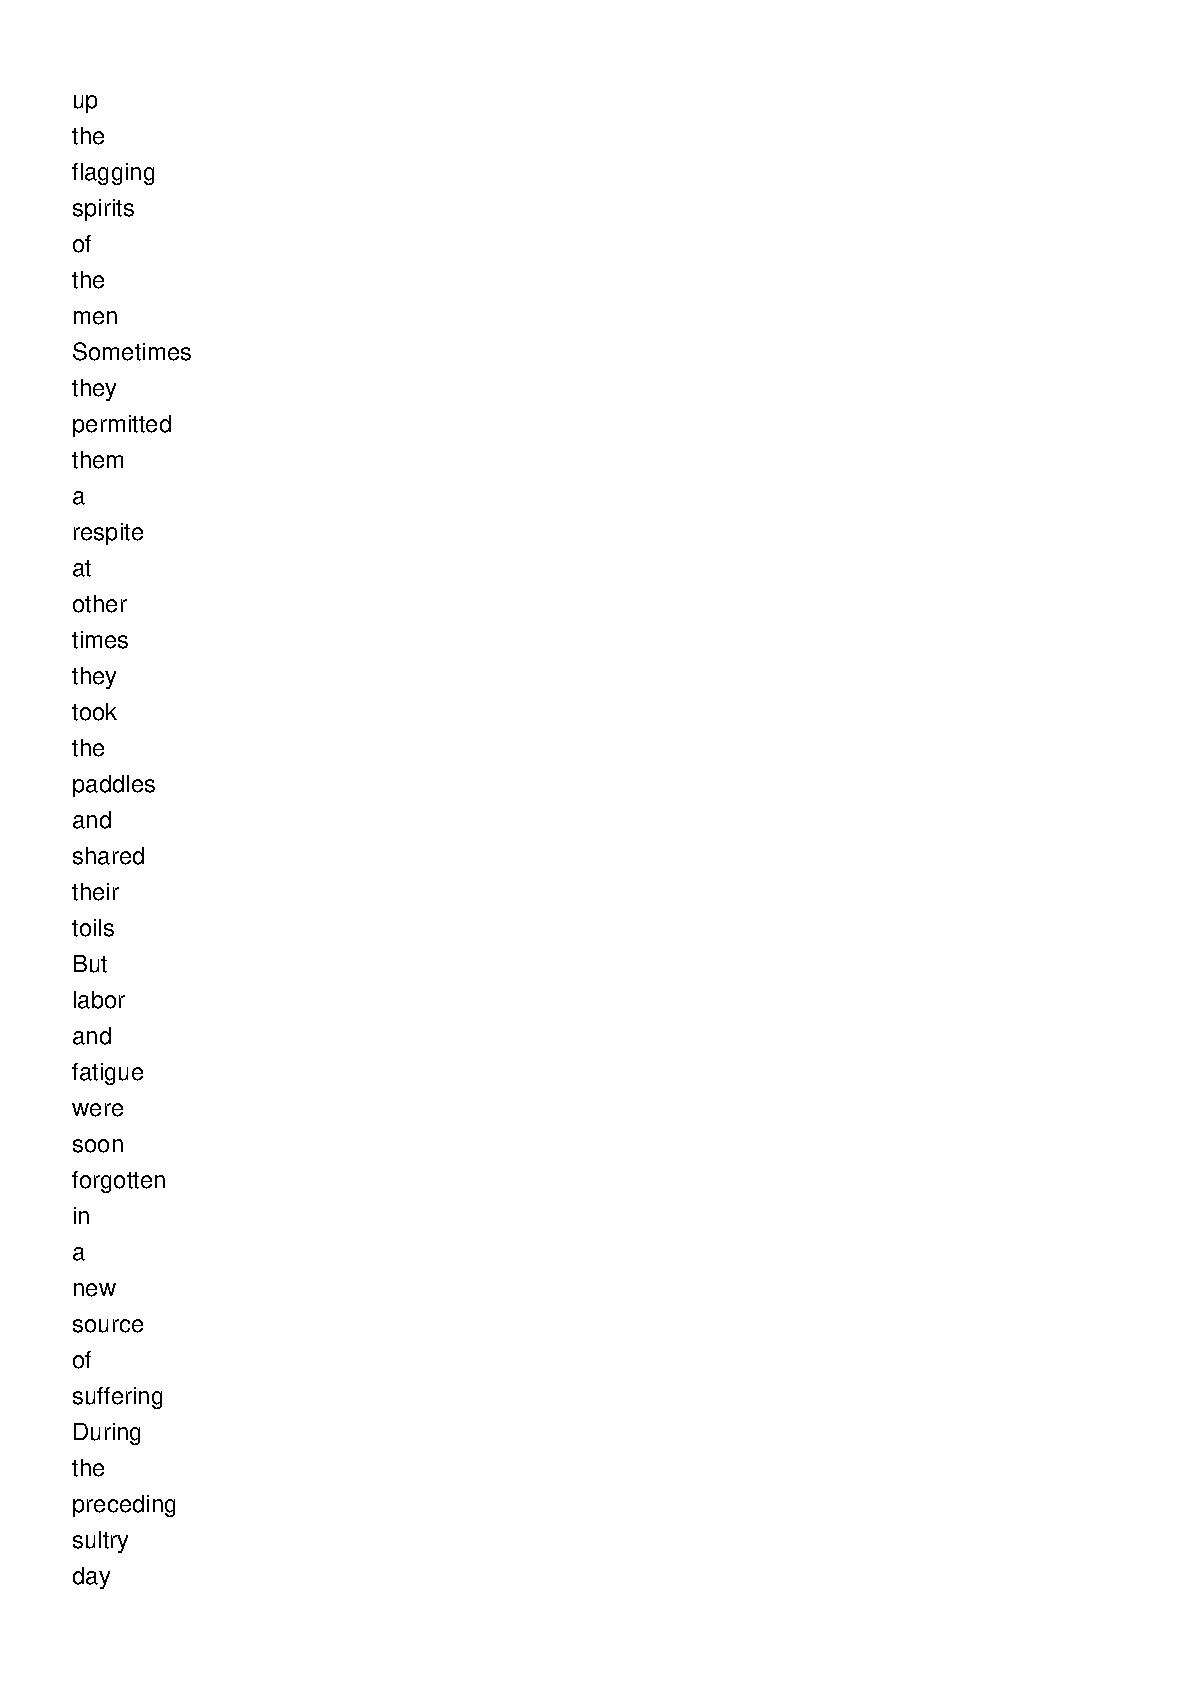 up
the
flagging
spirits
of
the
men
Sometimes
they
permitted
them
a
respite
at
other
times
they
took
the
paddles
and
shared
their
toils
But
labor
and
fatigue
were
soon
forgotten
in
a
new
source
of
suffering
During
the
preceding
sultry
day